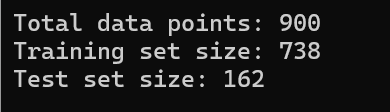 Total data points: 900
Training set size: 738
Test set size: 162